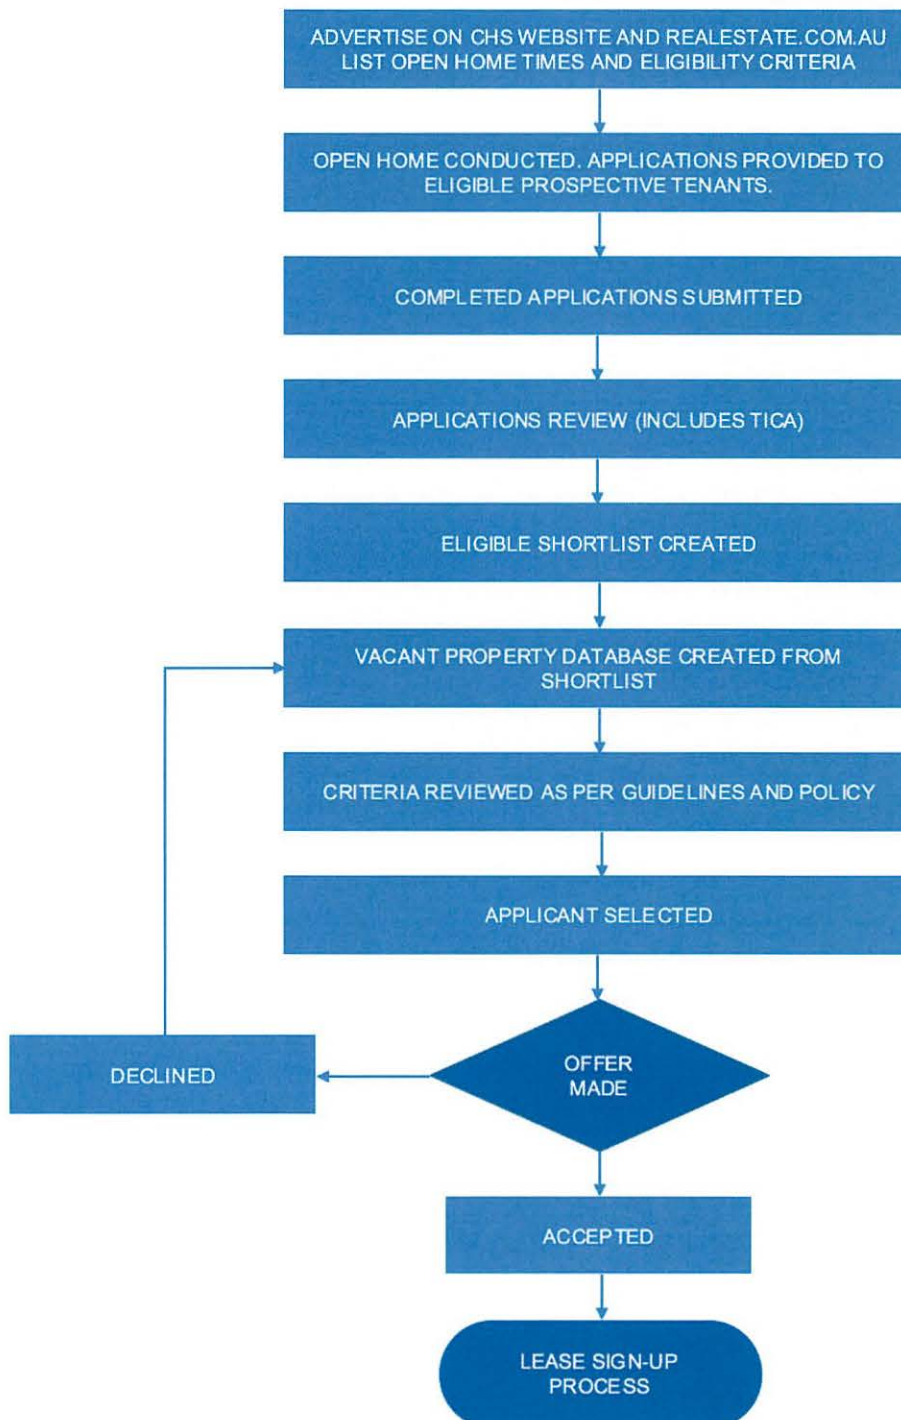 ADVERTISE ON CHS WEBSITE AND REALESTATE.COM.AU
LIST OPEN HOME TIMES AND ELIGIBILITY CRITERIA
OPEN HOME CONDUCTED. APPLICATIONS PROVIDED TO
ELIGIBLE PROSPECTIVE TENANTS.
COMPLETED APPLICATIONS SUBMITTED
APPLICATIONS REVIEW (INCLUDES TICA)
ELIGIBLE SHORTLIST CREATED
VACANT PROPERTY DATABASE CREATED FROM
SHORTLIST
CRITERIA REVIEWED AS PER GUIDELINES AND POLICY
APPLICANT SELECTED
OFFER
MADE
DECLINED
ACCEPTED
LEASE SIGN-UP
PROCESS